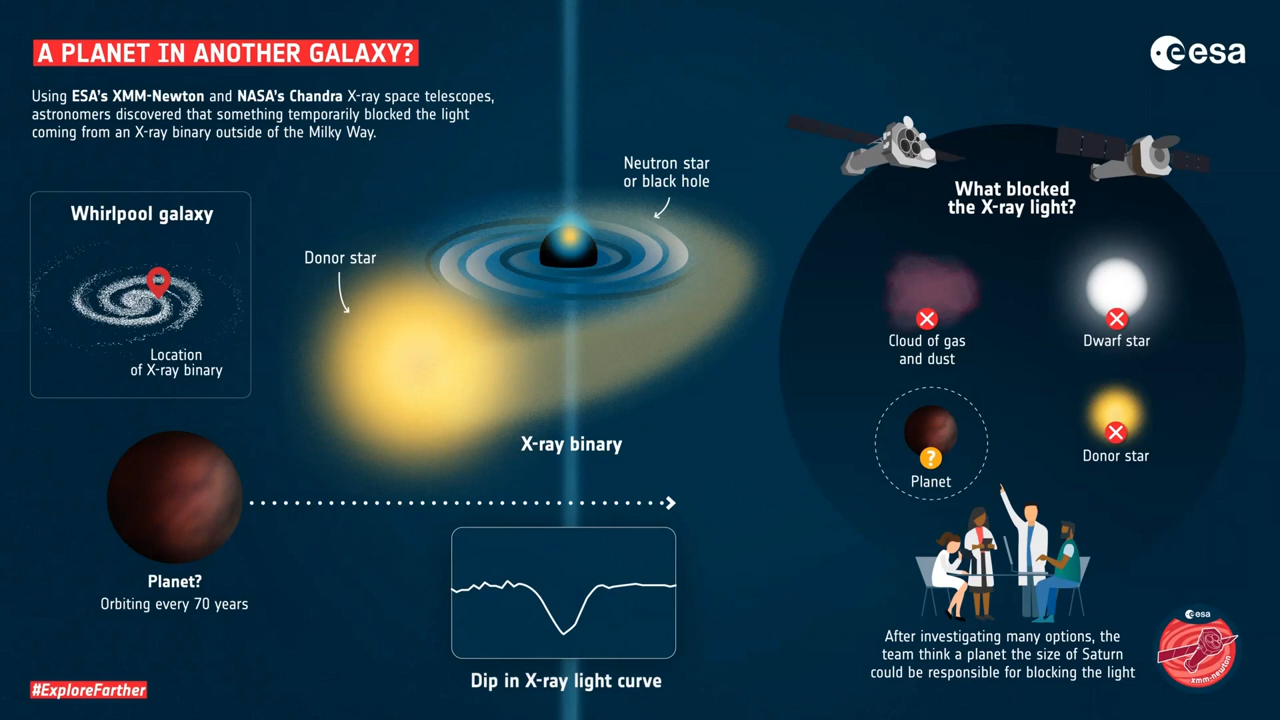 A PLANET IN ANOTHER GALAXY?
esa
Using ESA's XMM-Newton and NASA's Chandra X-ray space telescopes,
astronomers discovered that something temporarily blocked the light
coming from an X-ray binary outside of the Milky Way.
Whirlpool galaxy
Location
of X-ray binary
Donor star
Neutron star
or black hole
X-ray binary
Planet?
Orbiting every 70 years
Dip in X-ray light curve
What blocked
the X-ray light?
Cloud of gas
and dust
Dwarf star
?
Planet
Donor star
After investigating many options, the
team think a planet the size of Saturn
could be responsible for blocking the light
esa
xmm-newton
#ExploreFarther